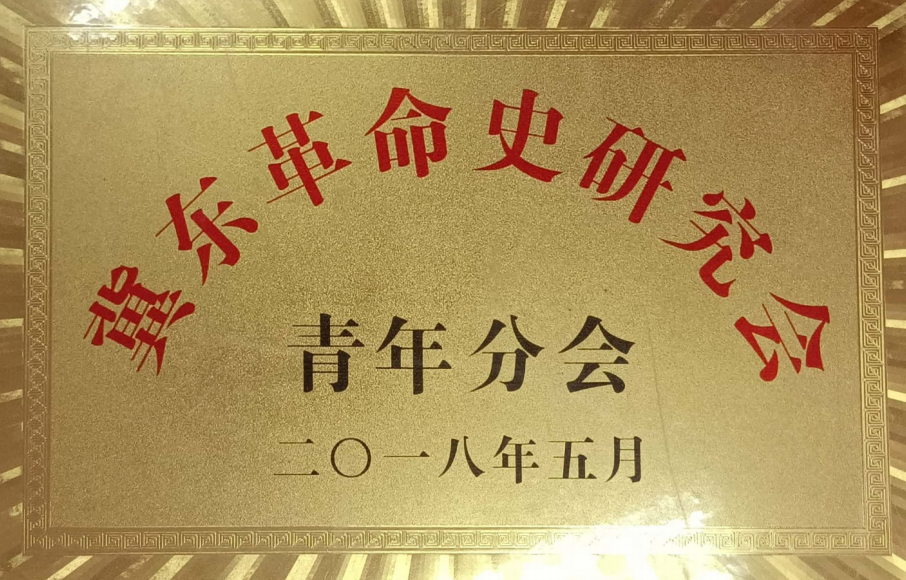 冀东革命史研究会
青年分会
二〇一八年五月